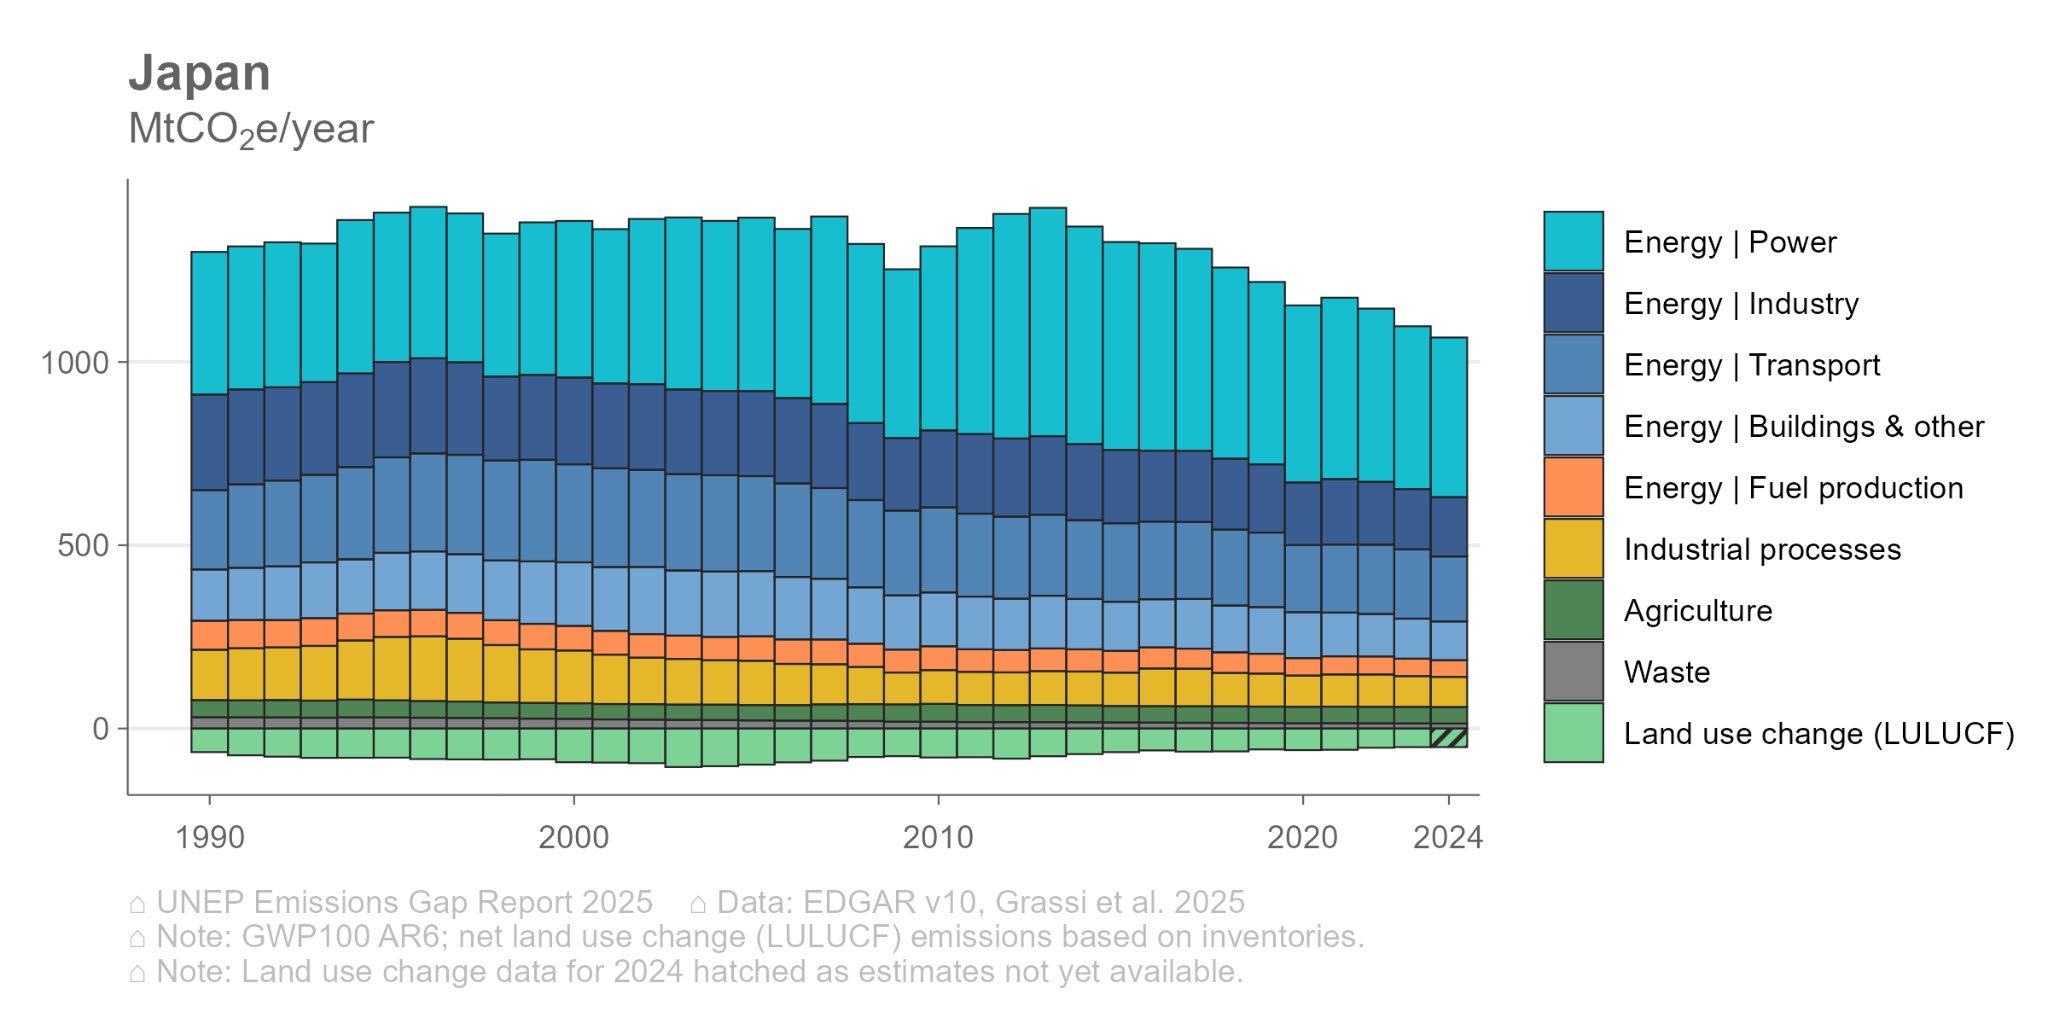 Japan
MtCO₂e/year
1000
500
0
1990 2000 2010 2020 2024
Energy | Power
Energy | Industry
Energy | Transport
Energy | Buildings & other
Energy | Fuel production
Industrial processes
Agriculture
Waste
Land use change (LULUCF)
⌂ UNEP Emissions Gap Report 2025 ⌂ Data: EDGAR v10, Grassi et al. 2025
⌂ Note: GWP100 AR6; net land use change (LULUCF) emissions based on inventories.
⌂ Note: Land use change data for 2024 hatched as estimates not yet available.